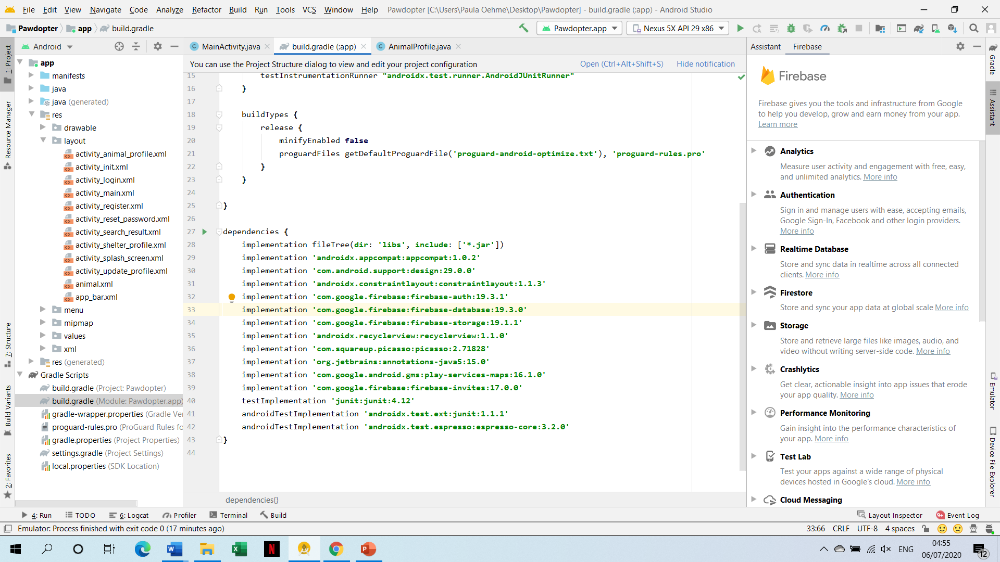 File Edit View Navigate Code Analyze Refactor Build Run Tools VCS Window Help Pawdopter [C:\Users\Paula Oehme\Desktop\Pawdopter] - build.gradle (:app) - Android Studio
Pawdopter app build.gradle Pawdopter.app Nexus 5X API 29 x86
Android MainActivity.java build.gradle (:app) AnimalProfile.java Assistant Firebase
1: Project
Resource Manager
7: Structure
Build Variants
2: Favorites
app
manifests
java
java (generated)
res
drawable
layout
activity_animal_profile.xml
activity_init.xml
activity_login.xml
activity_main.xml
activity_register.xml
activity_reset_password.xml
activity_search_result.xml
activity_shelter_profile.xml
activity_splash_screen.xml
activity_update_profile.xml
animal.xml
app_bar.xml
menu
mipmap
values
xml
res (generated)
Gradle Scripts
build.gradle (Project: Pawdopter)
build.gradle (Module: Pawdopter.app)
gradle-wrapper.properties (Gradle Ver
proguard-rules.pro (ProGuard Rules fo
gradle.properties (Project Properties)
settings.gradle (Project Settings)
local.properties (SDK Location)
You can use the Project Structure dialog to view and edit your project configuration Open (Ctrl+Alt+Shift+S) Hide notification
15 testInstrumentationRunner "androidx.test.runner.AndroidJUnitRunner"
16 }
17
18 buildTypes {
19 release {
20 minifyEnabled false
21 proguardFiles getDefaultProguardFile('proguard-android-optimize.txt'), 'proguard-rules.pro'
22 }
23 }
24
25 }
26
27 dependencies {
28 implementation fileTree(dir: 'libs', include: ['*.jar'])
29 implementation 'androidx.appcompat:appcompat:1.0.2'
30 implementation 'com.android.support:design:29.0.0'
31 implementation 'androidx.constraintlayout:constraintlayout:1.1.3'
32 implementation 'com.google.firebase:firebase-auth:19.3.1'
33 implementation 'com.google.firebase:firebase-database:19.3.0'
34 implementation 'com.google.firebase:firebase-storage:19.1.1'
35 implementation 'androidx.recyclerview:recyclerview:1.1.0'
36 implementation 'com.squareup.picasso:picasso:2.71828'
37 implementation 'org.jetbrains:annotations-java5:15.0'
38 implementation 'com.google.android.gms:play-services-maps:16.1.0'
39 implementation 'com.google.firebase:firebase-invites:17.0.0'
40 testImplementation 'junit:junit:4.12'
41 androidTestImplementation 'androidx.test.ext:junit:1.1.1'
42 androidTestImplementation 'androidx.test.espresso:espresso-core:3.2.0'
43 }
44
dependencies{}
Firebase
Firebase gives you the tools and infrastructure from Google
to help you develop, grow and earn money from your app.
Learn more
Analytics
Measure user activity and engagement with free, easy,
and unlimited analytics. More info
Authentication
Sign in and manage users with ease, accepting emails,
Google Sign-In, Facebook and other login providers.
More info
Realtime Database
Store and sync data in realtime across all connected
clients. More info
Firestore
Store and sync your app data at global scale More info
Storage
Store and retrieve large files like images, audio, and
video without writing server-side code. More info
Crashlytics
Get clear, actionable insight into app issues that erode
your app quality. More info
Performance Monitoring
Gain insight into the performance characteristics of
your app. More info
Test Lab
Test your apps against a wide range of physical
devices hosted in Google's cloud. More info
Cloud Messaging
Gradle
Assistant
Emulator
Device File Explorer
4: Run TODO 6: Logcat Profiler Terminal Build Layout Inspector 9+ Event Log
Emulator: Process finished with exit code 0 (17 minutes ago) 33:66 CRLF UTF-8 4 spaces
ENG 04:55
06/07/2020 12